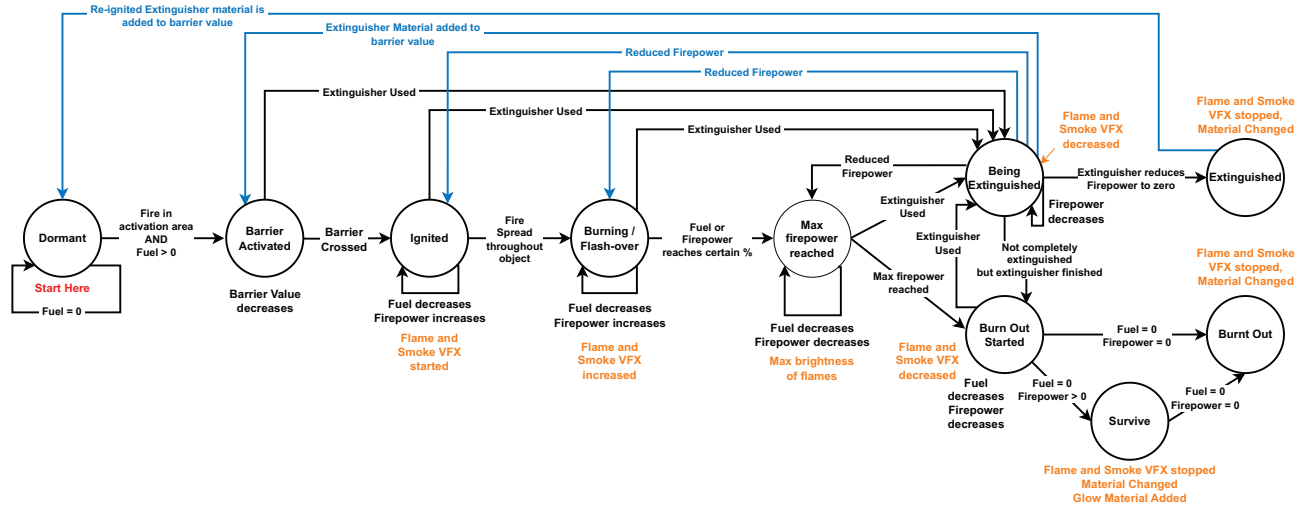 Re-ignited Extinguisher material is
added to barrier value
Extinguisher Material added to
barrier value
Reduced Firepower
Reduced Firepower
Extinguisher Used
Extinguisher Used
Extinguisher Used
Flame and
Smoke VFX
decreased
Flame and Smoke
VFX stopped,
Material Changed
Reduced
Firepower
Being
Extinguished
Extinguisher reduces
Firepower to zero
Extinguished
Firepower
decreases
Extinguisher
Used
Dormant
Fire in
activation area
AND
Fuel > 0
Barrier
Activated
Barrier
Crossed
Ignited
Fire
Spread
throughout
object
Burning /
Flash-over
Fuel or
Firepower
reaches certain %
Max
firepower
reached
Extinguisher
Used
Not completely
extinguished
but extinguisher finished
Max firepower
reached
Flame and Smoke
VFX stopped,
Material Changed
Start Here
Fuel = 0
Barrier Value
decreases
Fuel decreases
Firepower increases
Flame and
Smoke VFX
started
Fuel decreases
Firepower increases
Flame and
Smoke VFX
increased
Fuel decreases
Firepower decreases
Max brightness
of flames
Flame and
Smoke VFX
decreased
Burn Out
Started
Fuel = 0
Firepower = 0
Burnt Out
Fuel
decreases
Firepower
decreases
Fuel = 0
Firepower > 0
Fuel = 0
Firepower = 0
Survive
Flame and Smoke VFX stopped
Material Changed
Glow Material Added